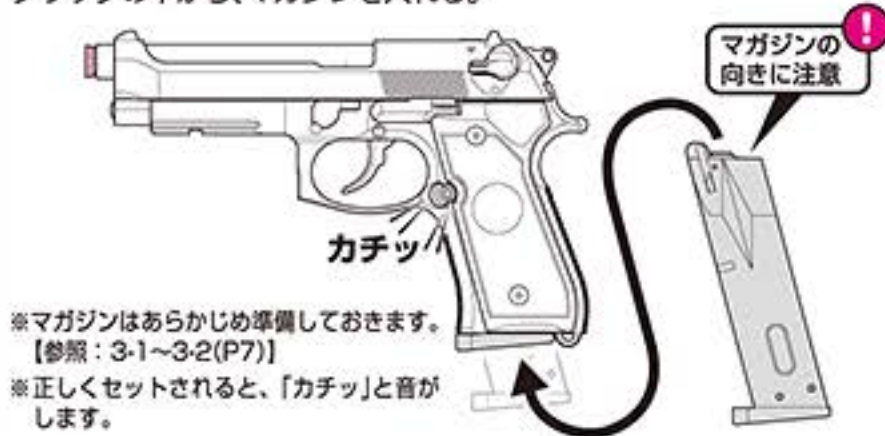 マガジンの
向きに注意
カチッ
※マガジンはあらかじめ準備しておきます。
【参照：3-1～3-2(P7)】
※正しくセットされると、「カチッ」と音が
します。